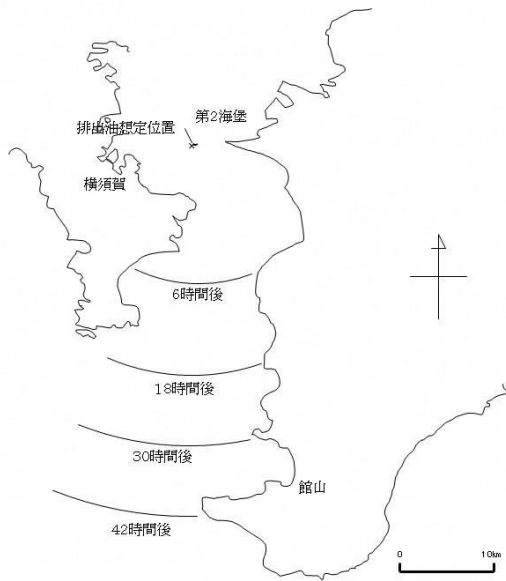 第2海堡
排出油想定位置
横須賀
6時間後
18時間後
30時間後
館山
42時間後
0 10km